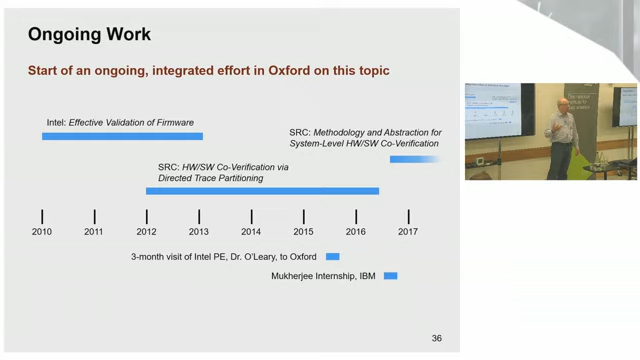 Ongoing Work
Start of an ongoing, integrated effort in Oxford on this topic
Intel: Effective Validation of Firmware
SRC: Methodology and Abstraction for
System-Level HW/SW Co-Verification
SRC: HW/SW Co-Verification via
Directed Trace Partitioning
2010 2011 2012 2013 2014 2015 2016 2017
3-month visit of Intel PE, Dr. O'Leary, to Oxford
Mukherjee Internship, IBM
36